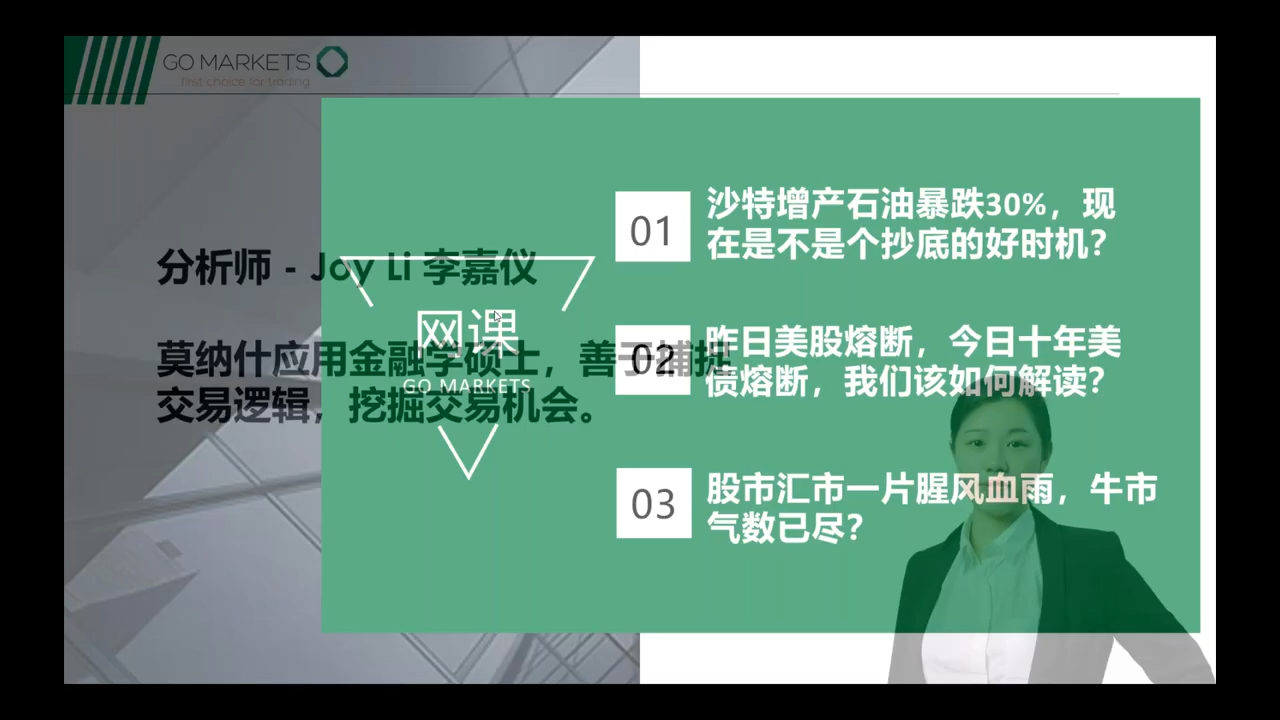 GO MARKETS
first choice for trading
分析师 - Joy Li 李嘉仪
莫纳什应用金融学硕士，善于捕捉
交易逻辑，挖掘交易机会。
网课
GO MARKETS
01
沙特增产石油暴跌30%，现
在是不是个抄底的好时机？
02
昨日美股熔断，今日十年美
债熔断，我们该如何解读？
03
股市汇市一片腥风血雨，牛市
气数已尽？